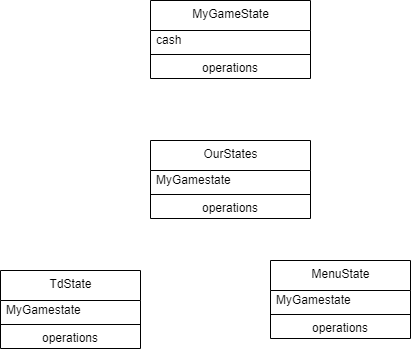 MyGameState
cash
operations
OurStates
MyGamestate
operations
TdState
MyGamestate
operations
MenuState
MyGamestate
operations